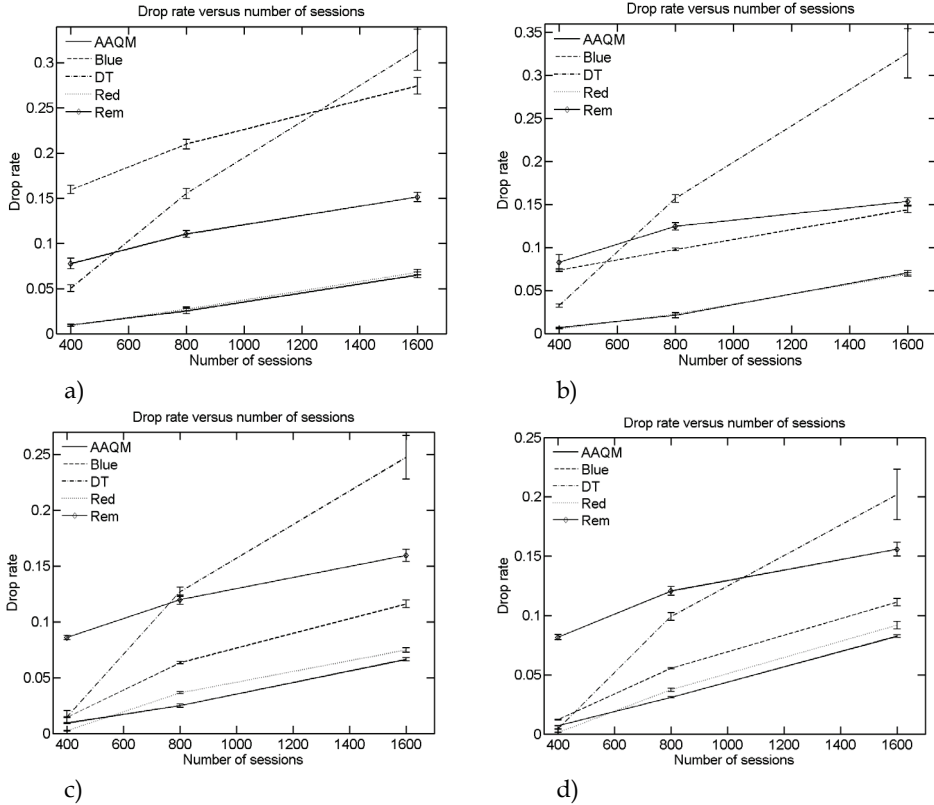 Drop rate versus number of sessions
AAQM
Blue
DT
Red
Rem
Drop rate
0.3
0.25
0.2
0.15
0.1
0.05
0
400 600 800 1000 1200 1400 1600
Number of sessions
a)
Drop rate versus number of sessions
AAQM
Blue
DT
Red
Rem
Drop rate
0.35
0.3
0.25
0.2
0.15
0.1
0.05
0
400 600 800 1000 1200 1400 1600
Number of sessions
b)
Drop rate versus number of sessions
AAQM
Blue
DT
Red
Rem
Drop rate
0.25
0.2
0.15
0.1
0.05
0
400 600 800 1000 1200 1400 1600
Number of sessions
c)
Drop rate versus number of sessions
AAQM
Blue
DT
Red
Rem
Drop rate
0.25
0.2
0.15
0.1
0.05
0
400 600 800 1000 1200 1400 1600
Number of sessions
d)